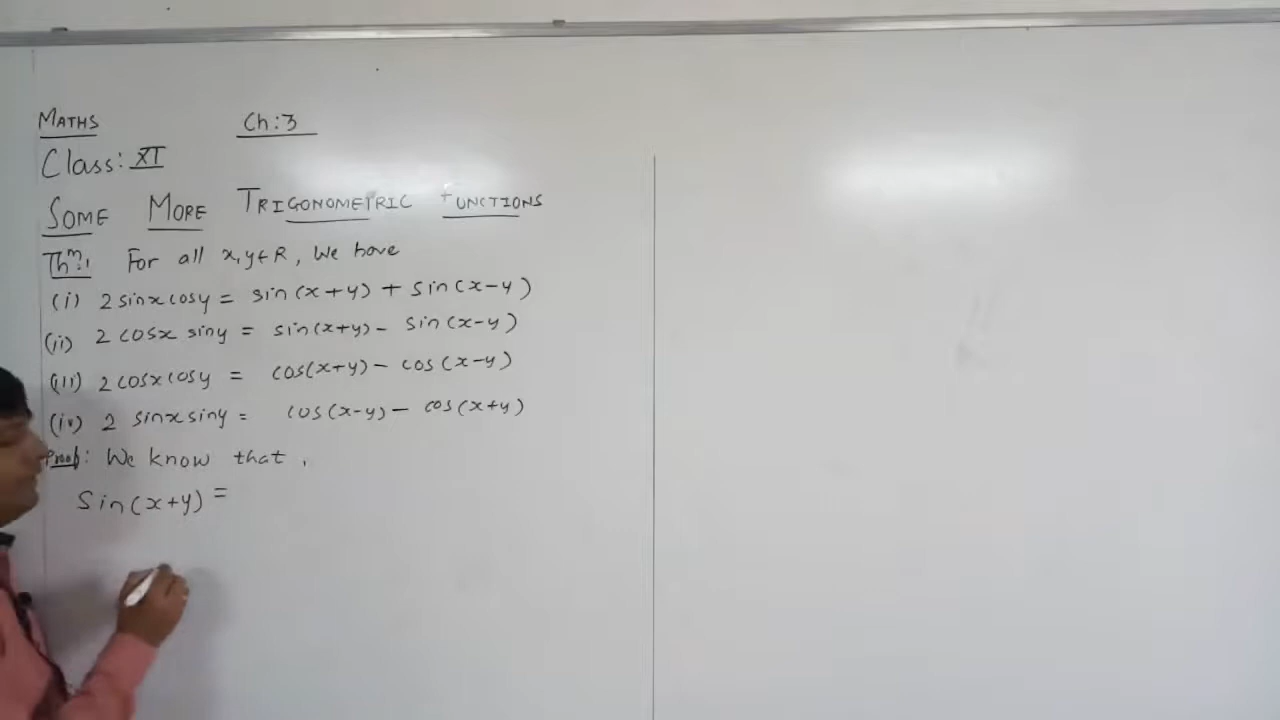 MATHS Ch:3
Class: XI
SOME MORE TRIGONOMETRIC FUNCTIONS
Thm:1 For all x,y∈R, We have
(i) 2 sinx cosy = sin(x+y) + sin(x-y)
(ii) 2 cosx siny = sin(x+y) - sin(x-y)
(iii) 2 cosx cosy = cos(x+y) - cos(x-y)
(iv) 2 sinx siny = cos(x-y) - cos(x+y)
Proof: We know that,
Sin(x+y) =